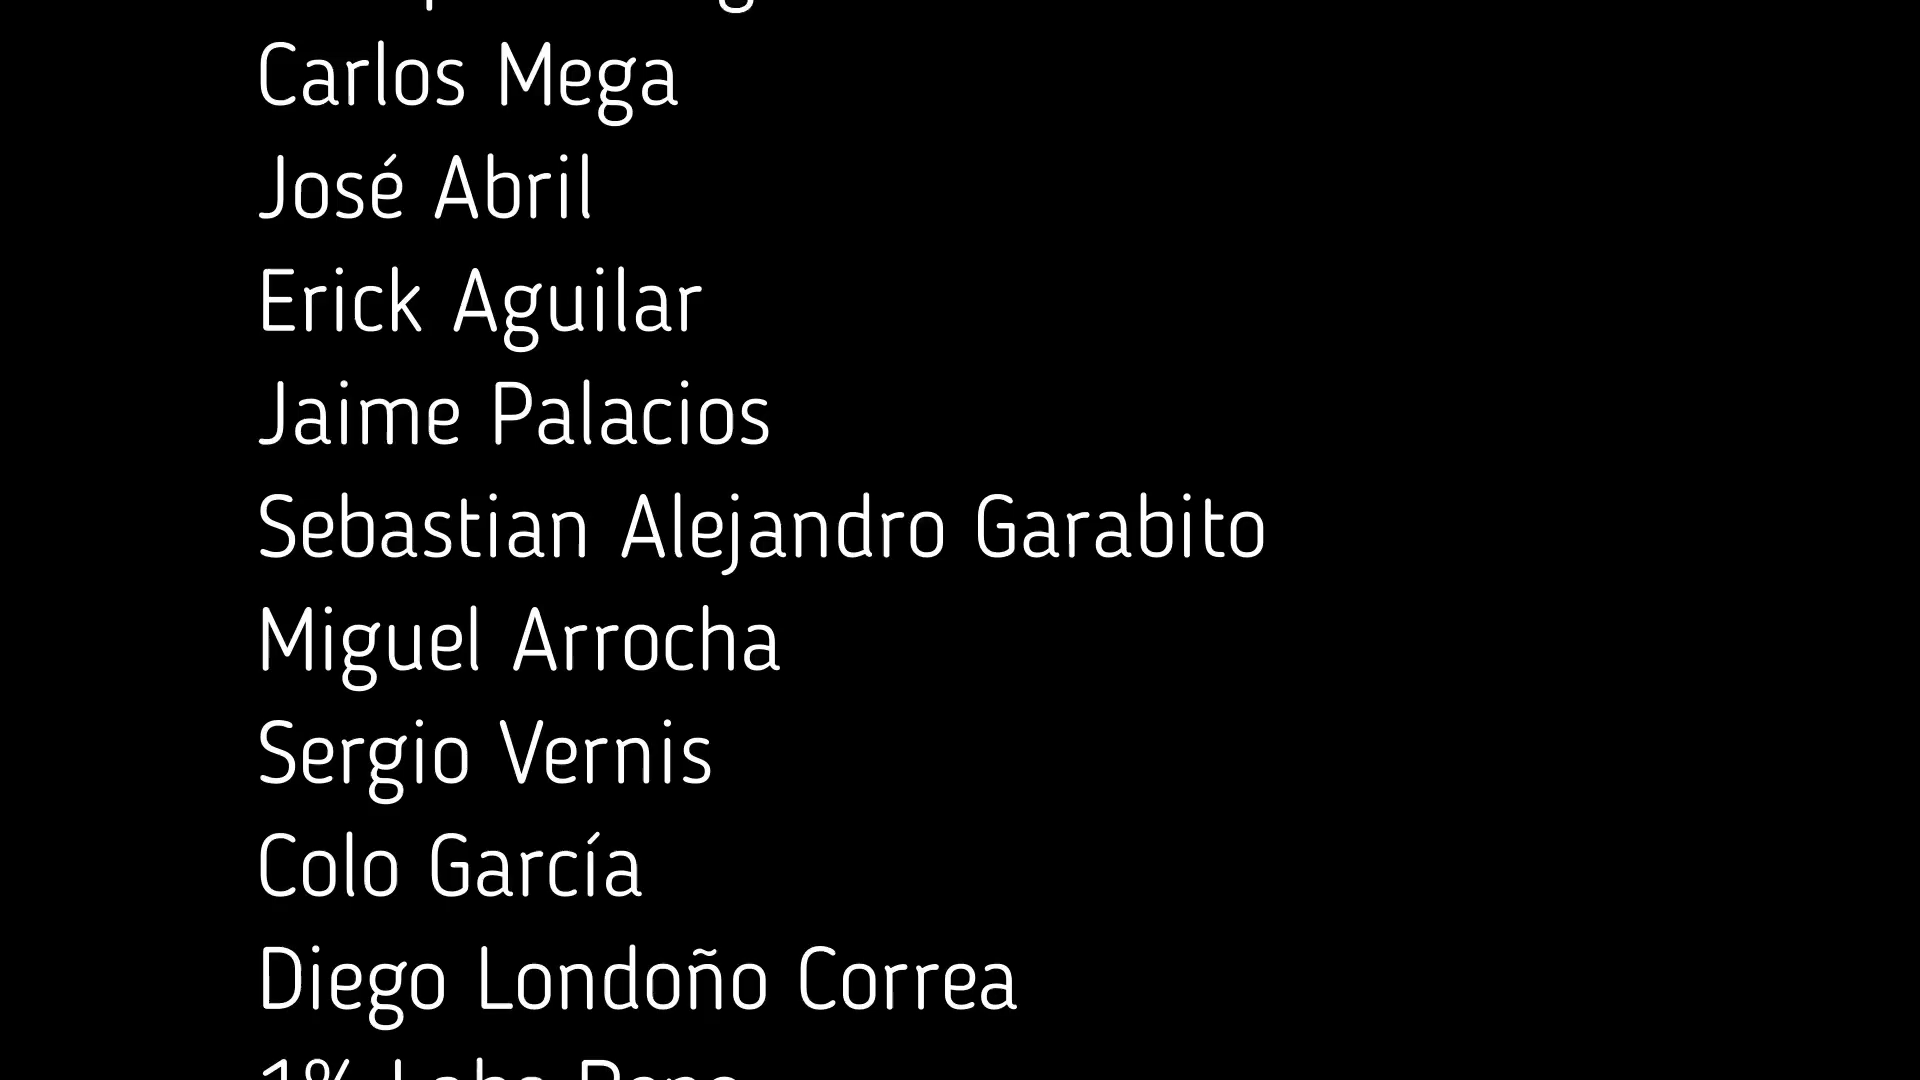 Carlos Mega
José Abril
Erick Aguilar
Jaime Palacios
Sebastian Alejandro Garabito
Miguel Arrocha
Sergio Vernis
Colo García
Diego Londoño Correa
1%